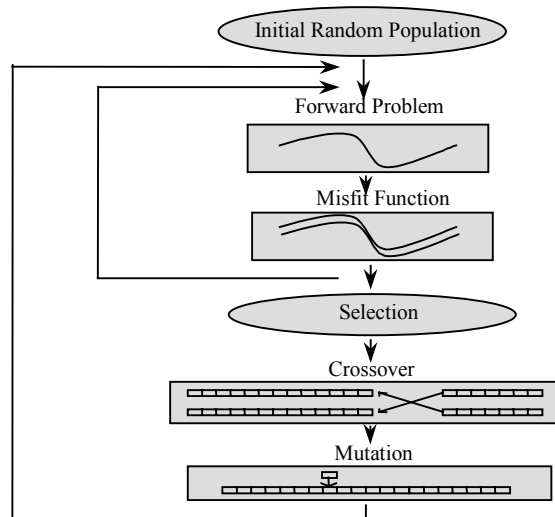 Initial Random Population
Forward Problem
Misfit Function
Selection
Crossover
Mutation